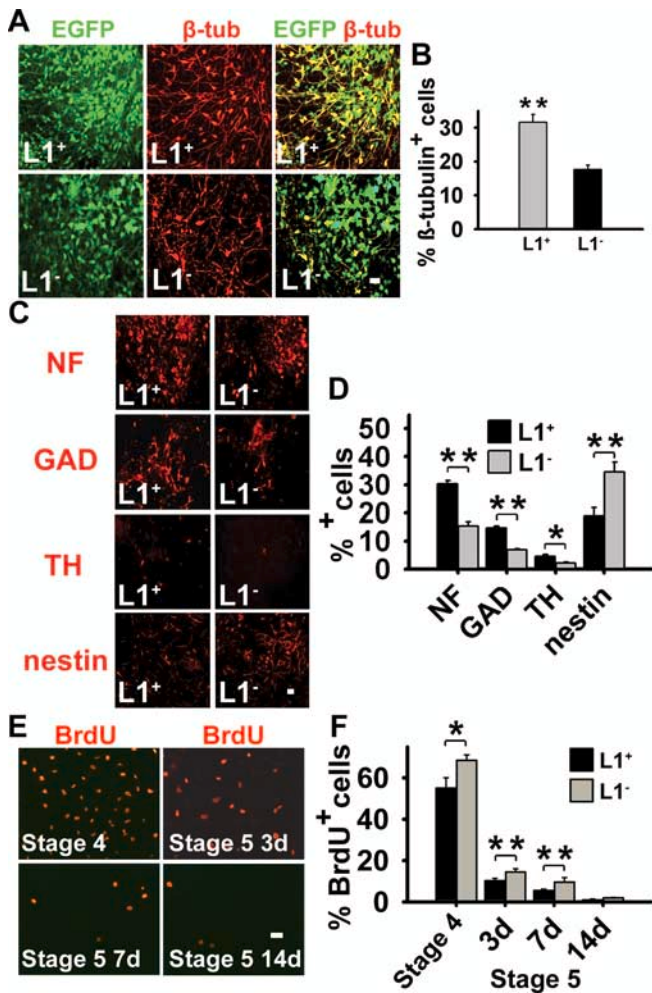 A
EGFP β-tub EGFP β-tub
L1+ L1+ L1+
L1- L1- L1-
B
% ß-tubulin+ cells
30
20
10
0
**
L1+ L1-
C
NF L1+ L1-
GAD L1+ L1-
TH L1+ L1-
nestin L1+ L1-
D
% + cells
50
40
30
20
10
0
L1+
L1-
** ** * **
NF GAD TH nestin
E
BrdU BrdU
Stage 4 Stage 5 3d
Stage 5 7d Stage 5 14d
F
% BrdU+ cells
60
40
20
0
L1+
L1-
* ** **
Stage 4 3d 7d 14d
Stage 5